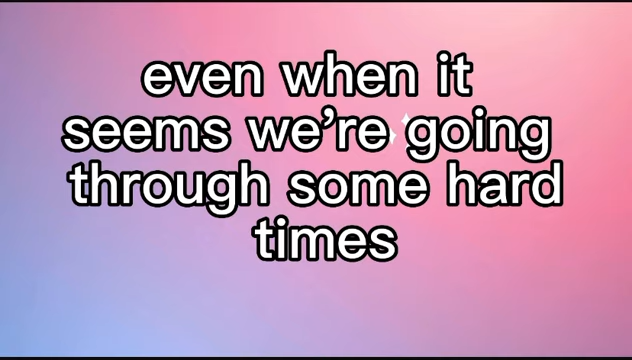 even when it
seems we’re going
through some hard
times